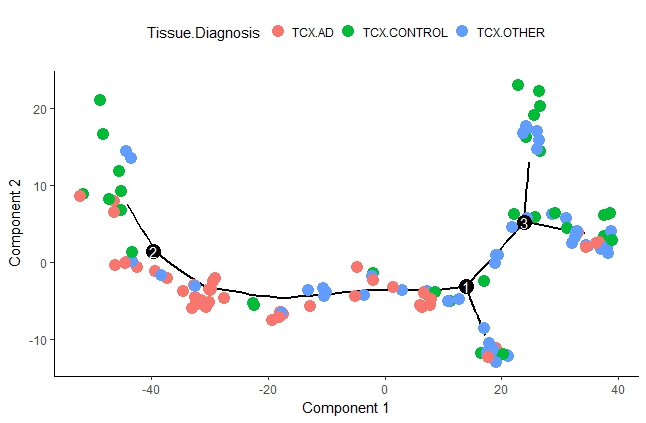 Tissue.Diagnosis TCX.AD TCX.CONTROL TCX.OTHER
Component 2
20
10
0
-10
2
3
1
-40 -20 0 20 40
Component 1